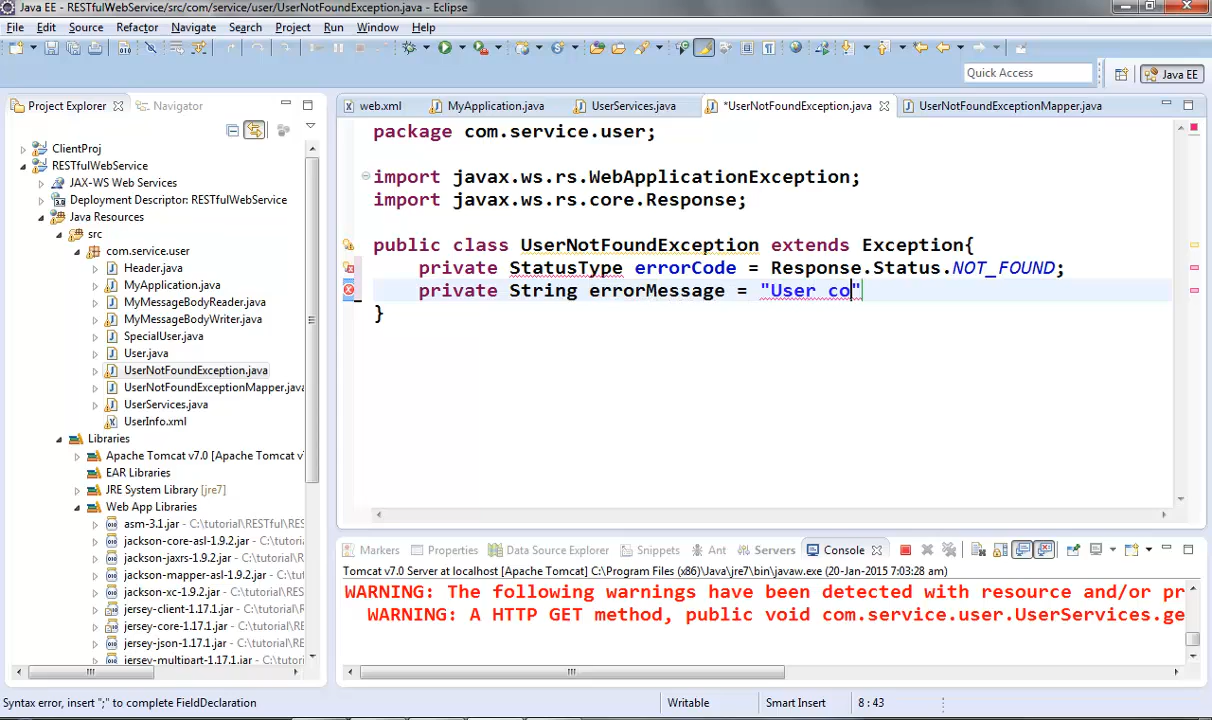 Java EE - RESTfulWebService/src/com/service/user/UserNotFoundException.java - Eclipse
File Edit Source Refactor Navigate Search Project Run Window Help
Quick Access
Java EE
Project Explorer
Navigator
web.xml
MyApplication.java
UserServices.java
*UserNotFoundException.java
UserNotFoundExceptionMapper.java
ClientProj
RESTfulWebService
JAX-WS Web Services
Deployment Descriptor: RESTfulWebService
Java Resources
src
com.service.user
Header.java
MyApplication.java
MyMessageBodyReader.java
MyMessageBodyWriter.java
SpecialUser.java
User.java
UserNotFoundException.java
UserNotFoundExceptionMapper.java
UserServices.java
UserInfo.xml
Libraries
Apache Tomcat v7.0 [Apache Tomcat v
EAR Libraries
JRE System Library [jre7]
Web App Libraries
asm-3.1.jar - C:\tutorial\RESTful\RES
jackson-core-asl-1.9.2.jar - C:\tutorial
jackson-jaxrs-1.9.2.jar - C:\tutorial\RE
jackson-mapper-asl-1.9.2.jar - C:\tutor
jackson-xc-1.9.2.jar - C:\tutorial\REST
jersey-client-1.17.1.jar - C:\tutorial\RE
jersey-core-1.17.1.jar - C:\tutorial\RES
jersey-json-1.17.1.jar - C:\tutorial\REST
jersey-multipart-1.17.1.jar - C:\tutorial
package com.service.user;
import javax.ws.rs.WebApplicationException;
import javax.ws.rs.core.Response;
public class UserNotFoundException extends Exception{
private StatusType errorCode = Response.Status.NOT_FOUND;
private String errorMessage = "User co"
}
Markers Properties Data Source Explorer Snippets Ant Servers Console
Tomcat v7.0 Server at localhost [Apache Tomcat] C:\Program Files (x86)\Java\jre7\bin\javaw.exe (20-Jan-2015 7:03:28 am)
WARNING: The following warnings have been detected with resource and/or pr
WARNING: A HTTP GET method, public void com.service.user.UserServices.ge
Syntax error, insert ";" to complete FieldDeclaration
Writable
Smart Insert
8 : 43